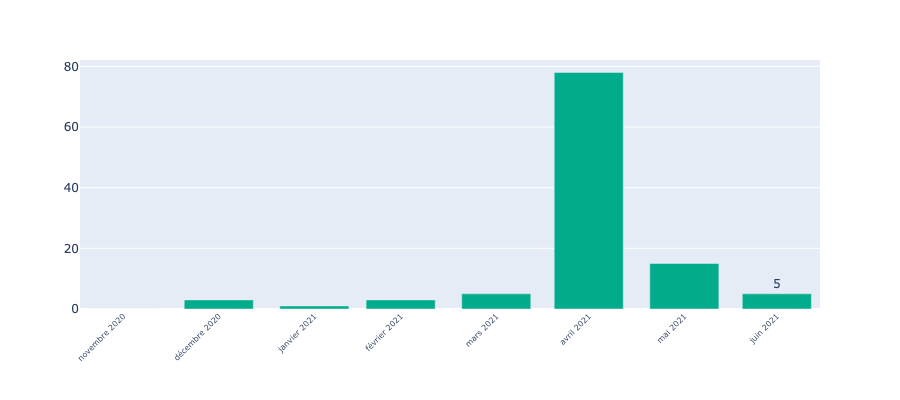 80
60
40
20
0
5
novembre 2020
décembre 2020
janvier 2021
février 2021
mars 2021
avril 2021
mai 2021
juin 2021